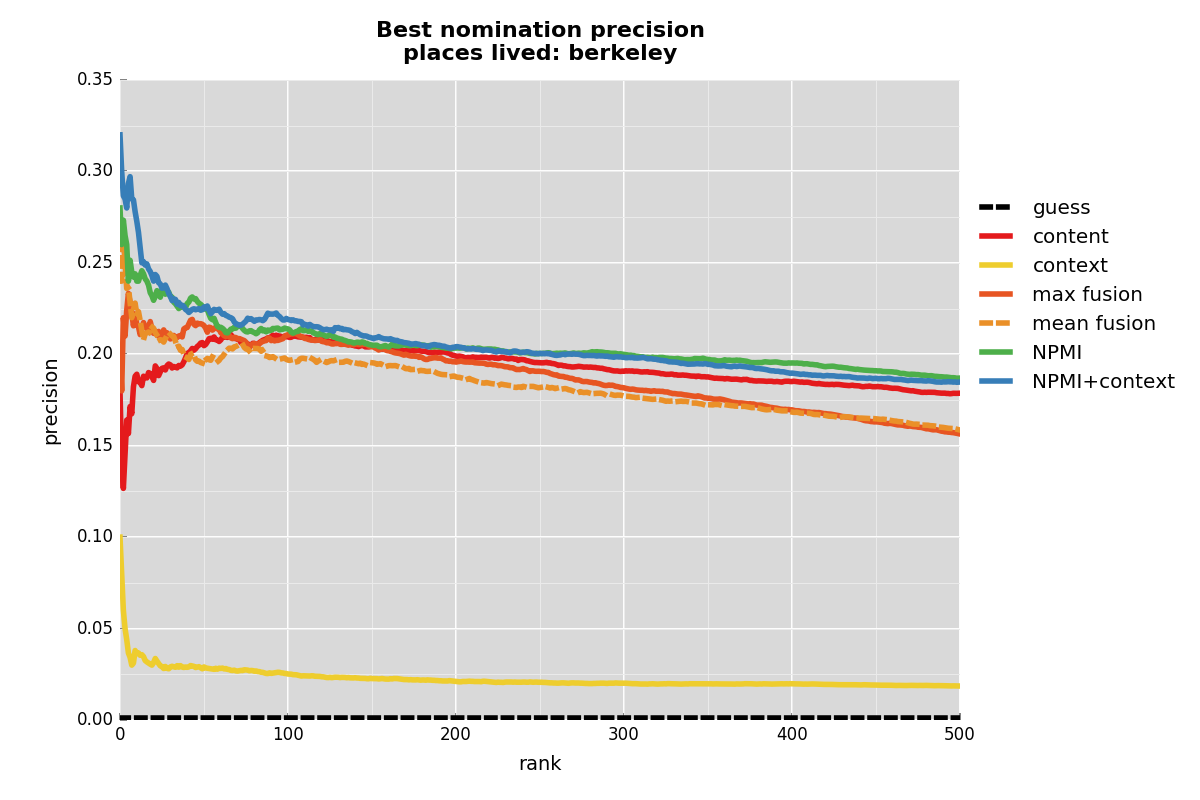 Best nomination precision
places lived: berkeley
0.35
0.30
0.25
0.20
0.15
0.10
0.05
0.00
precision
0 100 200 300 400 500
rank
guess
content
context
max fusion
mean fusion
NPMI
NPMI+context